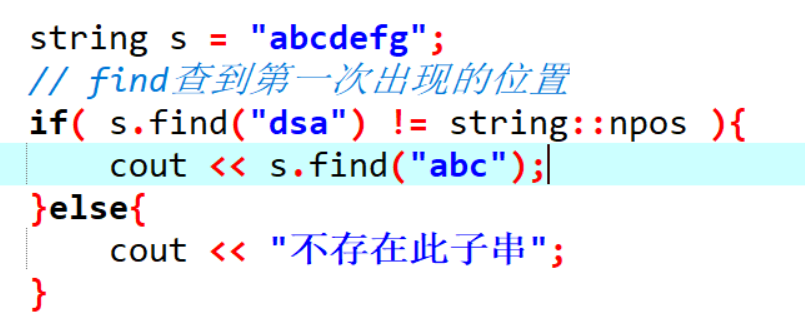 string s = "abcdefg";
// find查到第一次出现的位置
if( s.find("dsa") != string::npos ){
    cout << s.find("abc");
}else{
    cout << "不存在此子串";
}